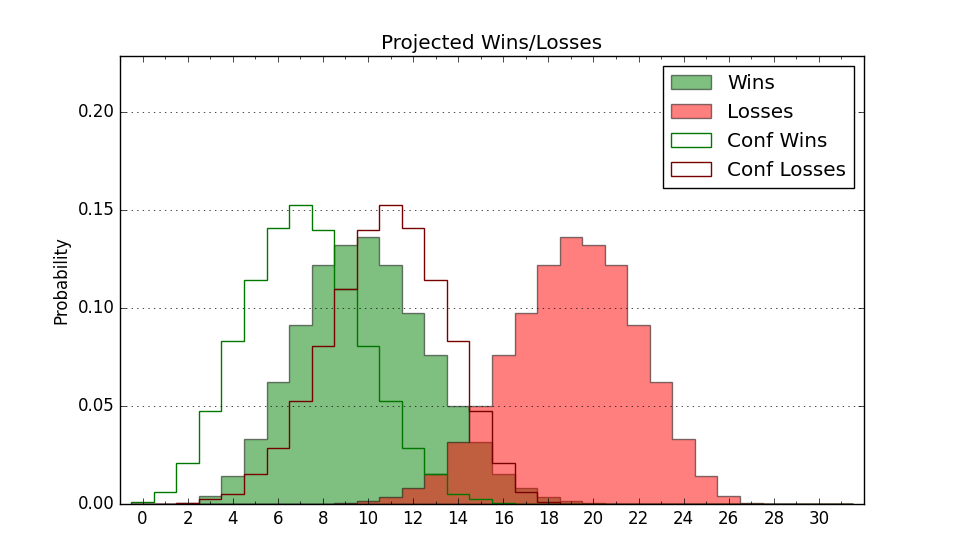 Projected Wins/Losses
Wins
Losses
Conf Wins
Conf Losses
Probability
0.20
0.15
0.10
0.05
0.00
0 2 4 6 8 10 12 14 16 18 20 22 24 26 28 30